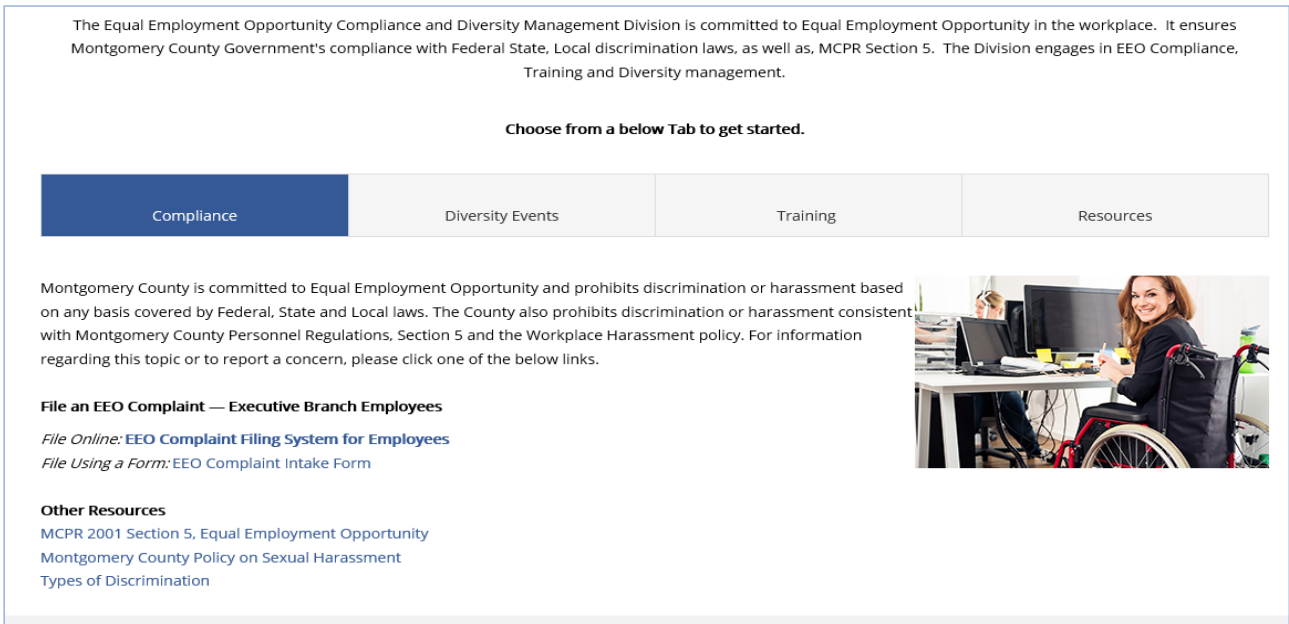 The Equal Employment Opportunity Compliance and Diversity Management Division is committed to Equal Employment Opportunity in the workplace.  It ensures
Montgomery County Government's compliance with Federal State, Local discrimination laws, as well as, MCPR Section 5.  The Division engages in EEO Compliance,
Training and Diversity management.
Choose from a below Tab to get started.
Compliance
Diversity Events
Training
Resources
Montgomery County is committed to Equal Employment Opportunity and prohibits discrimination or harassment based
on any basis covered by Federal, State and Local laws. The County also prohibits discrimination or harassment consistent
with Montgomery County Personnel Regulations, Section 5 and the Workplace Harassment policy. For information
regarding this topic or to report a concern, please click one of the below links.
File an EEO Complaint — Executive Branch Employees
File Online: EEO Complaint Filing System for Employees
File Using a Form: EEO Complaint Intake Form
Other Resources
MCPR 2001 Section 5, Equal Employment Opportunity
Montgomery County Policy on Sexual Harassment
Types of Discrimination